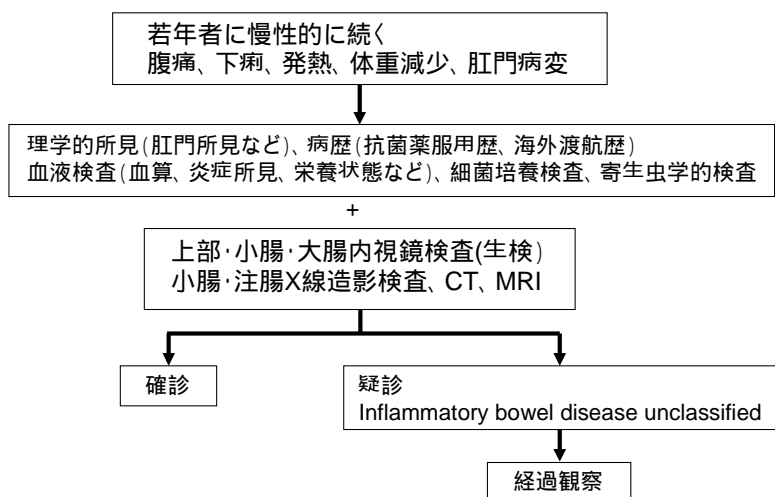 若年者に慢性的に続く
腹痛、下痢、発熱、体重減少、肛門病変
理学的所見(肛門所見など)、病歴(抗菌薬服用歴、海外渡航歴)
血液検査(血算、炎症所見、栄養状態など)、細菌培養検査、寄生虫学的検査
+
上部・小腸・大腸内視鏡検査(生検)
小腸・注腸X線造影検査、CT、MRI
確診
疑診
Inflammatory bowel disease unclassified
経過観察